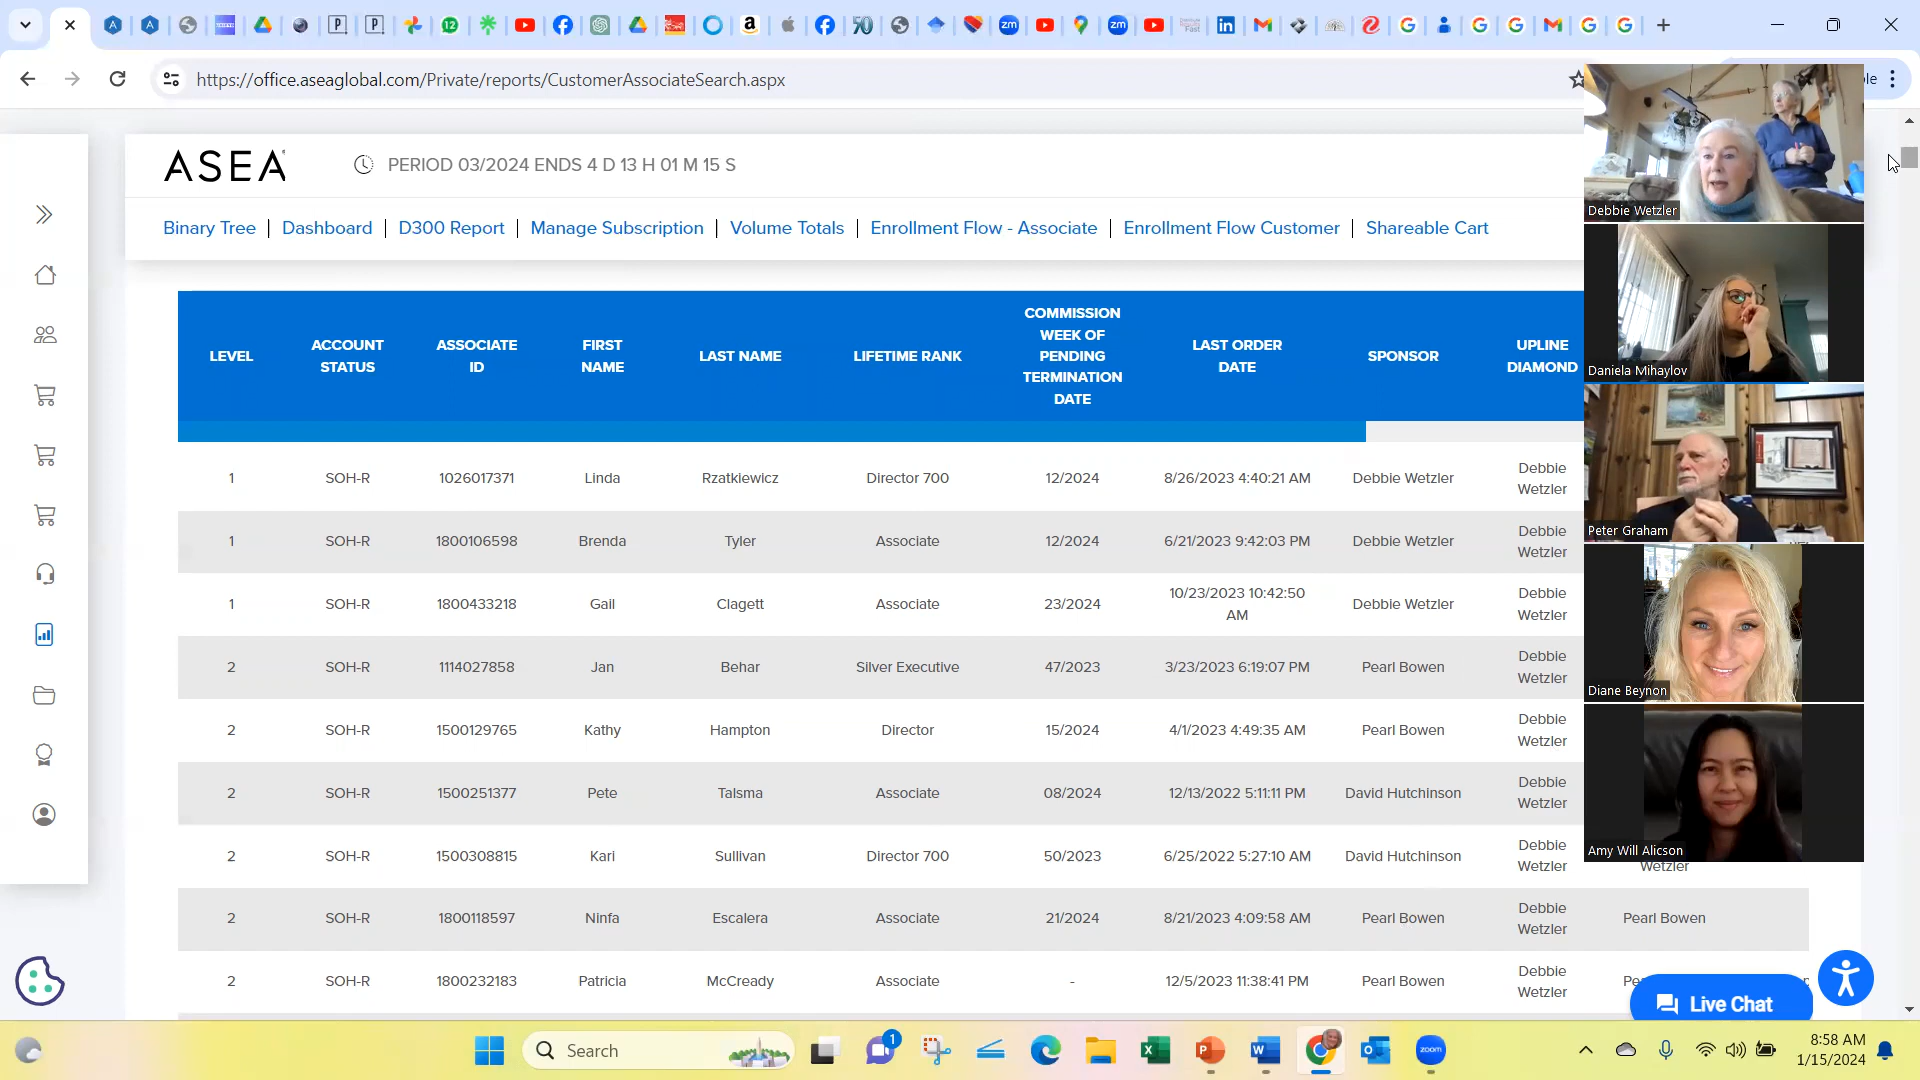 https://office.aseaglobal.com/Private/reports/CustomerAssociateSearch.aspx
ASEA
PERIOD 03/2024 ENDS 4 D 13 H 01 M 15 S
Binary Tree | Dashboard | D300 Report | Manage Subscription | Volume Totals | Enrollment Flow - Associate | Enrollment Flow Customer | Shareable Cart
LEVEL ACCOUNT STATUS ASSOCIATE ID FIRST NAME LAST NAME LIFETIME RANK COMMISSION WEEK OF PENDING TERMINATION DATE LAST ORDER DATE SPONSOR UPLINE DIAMOND
1 SOH-R 1026017371 Linda Rzatkiewicz Director 700 12/2024 8/26/2023 4:40:21 AM Debbie Wetzler Debbie Wetzler
1 SOH-R 1800106598 Brenda Tyler Associate 12/2024 6/21/2023 9:42:03 PM Debbie Wetzler Debbie Wetzler
1 SOH-R 1800433218 Gail Clagett Associate 23/2024 10/23/2023 10:42:50 AM Debbie Wetzler Debbie Wetzler
2 SOH-R 1114027858 Jan Behar Silver Executive 47/2023 3/23/2023 6:19:07 PM Pearl Bowen Debbie Wetzler
2 SOH-R 1500129765 Kathy Hampton Director 15/2024 4/1/2023 4:49:35 AM Pearl Bowen Debbie Wetzler
2 SOH-R 1500251377 Pete Talsma Associate 08/2024 12/13/2022 5:11:11 PM David Hutchinson Debbie Wetzler
2 SOH-R 1500308815 Kari Sullivan Director 700 50/2023 6/25/2022 5:27:10 AM David Hutchinson Debbie Wetzler Wetzler
2 SOH-R 1800118597 Ninfa Escalera Associate 21/2024 8/21/2023 4:09:58 AM Pearl Bowen Debbie Wetzler Pearl Bowen
2 SOH-R 1800232183 Patricia McCready Associate - 12/5/2023 11:38:41 PM Pearl Bowen Debbie Wetzler
Debbie Wetzler
Daniela Mihaylov
Peter Graham
Diane Beynon
Amy Will Alicson
Live Chat
Search
1
zoom
8:58 AM
1/15/2024